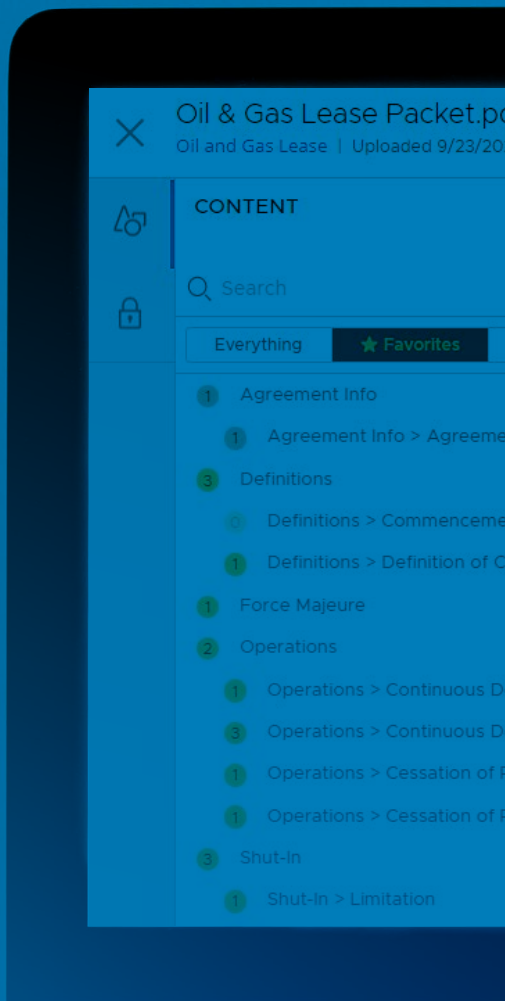 Oil & Gas Lease Packet.p
Oil and Gas Lease | Uploaded 9/23/20
CONTENT
Search
Everything
★ Favorites
1 Agreement Info
1 Agreement Info > Agreeme
3 Definitions
0 Definitions > Commenceme
1 Definitions > Definition of C
1 Force Majeure
2 Operations
1 Operations > Continuous D
3 Operations > Continuous D
1 Operations > Cessation of P
1 Operations > Cessation of P
3 Shut-In
1 Shut-In > Limitation